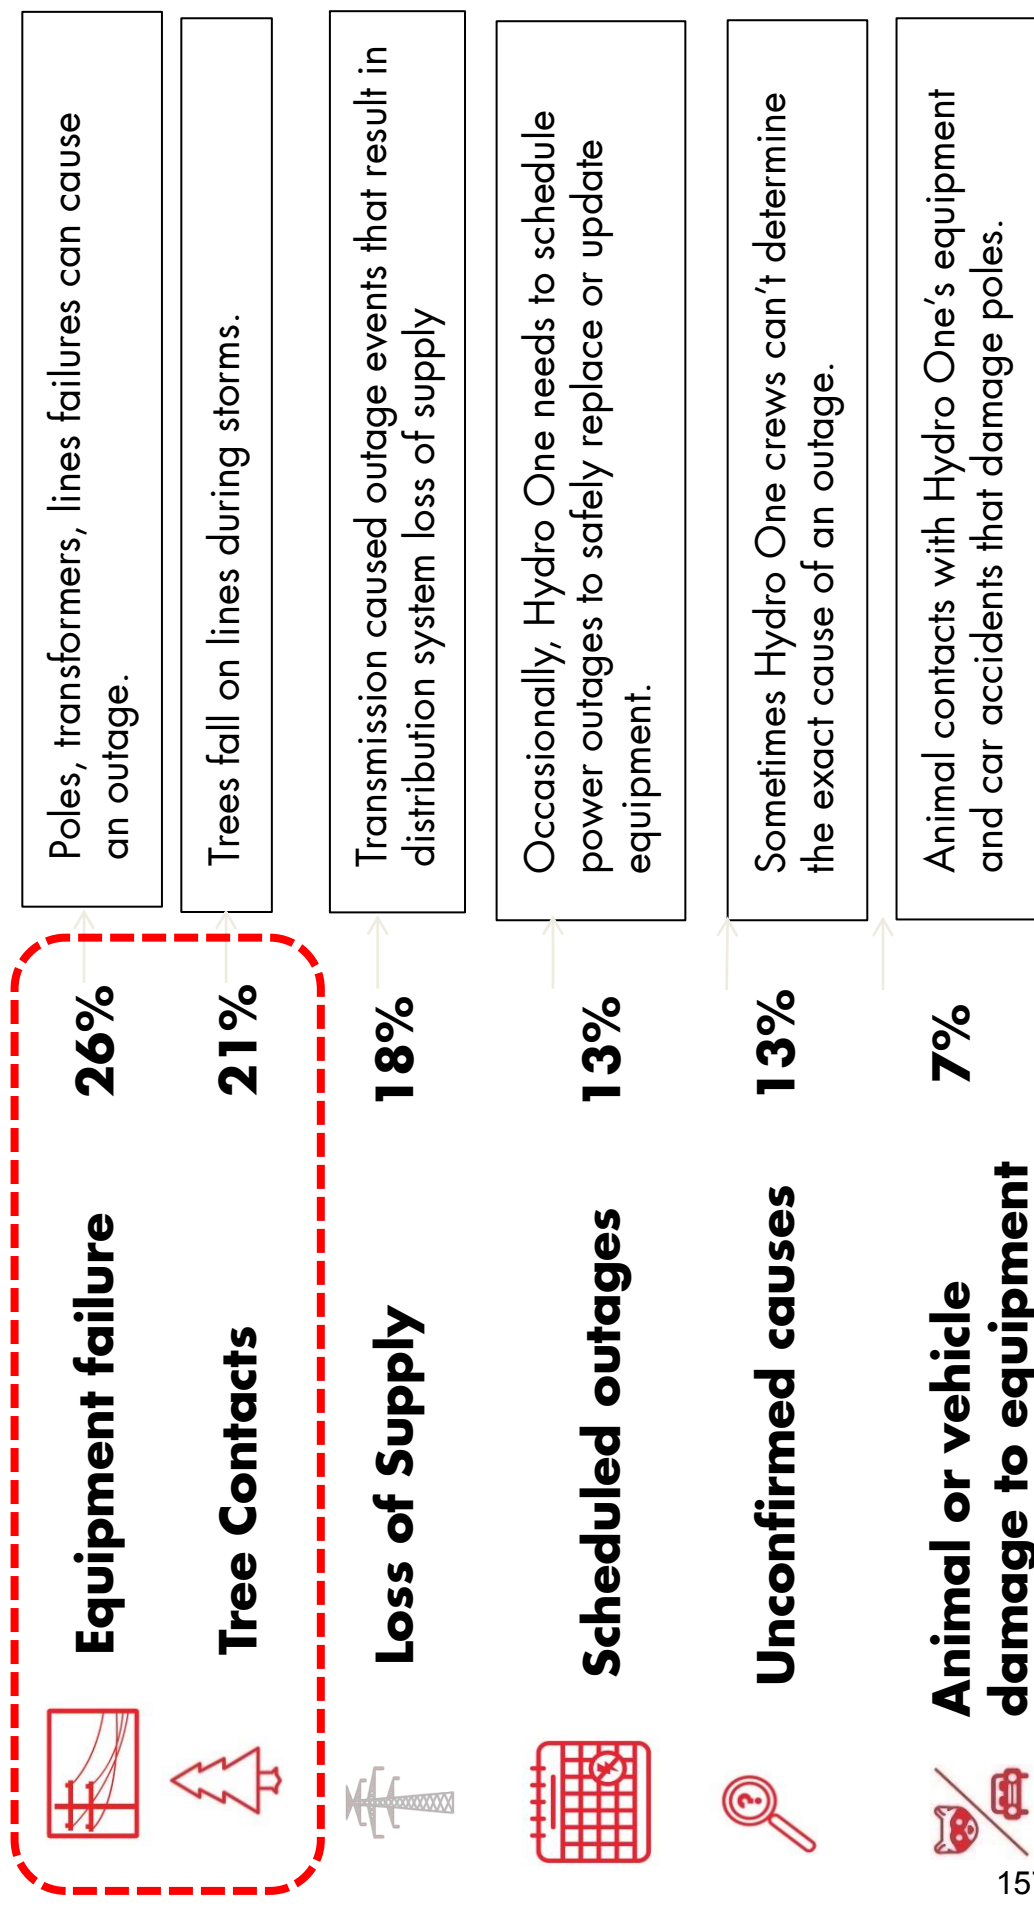 Equipment failure
26%
Poles, transformers, lines failures can cause
an outage.
Tree Contacts
21%
Trees fall on lines during storms.
Loss of Supply
18%
Transmission caused outage events that result in
distribution system loss of supply
Scheduled outages
13%
Occasionally, Hydro One needs to schedule
power outages to safely replace or update
equipment.
Unconfirmed causes
13%
Sometimes Hydro One crews can’t determine
the exact cause of an outage.
Animal or vehicle
damage to equipment
7%
Animal contacts with Hydro One’s equipment
and car accidents that damage poles.
?